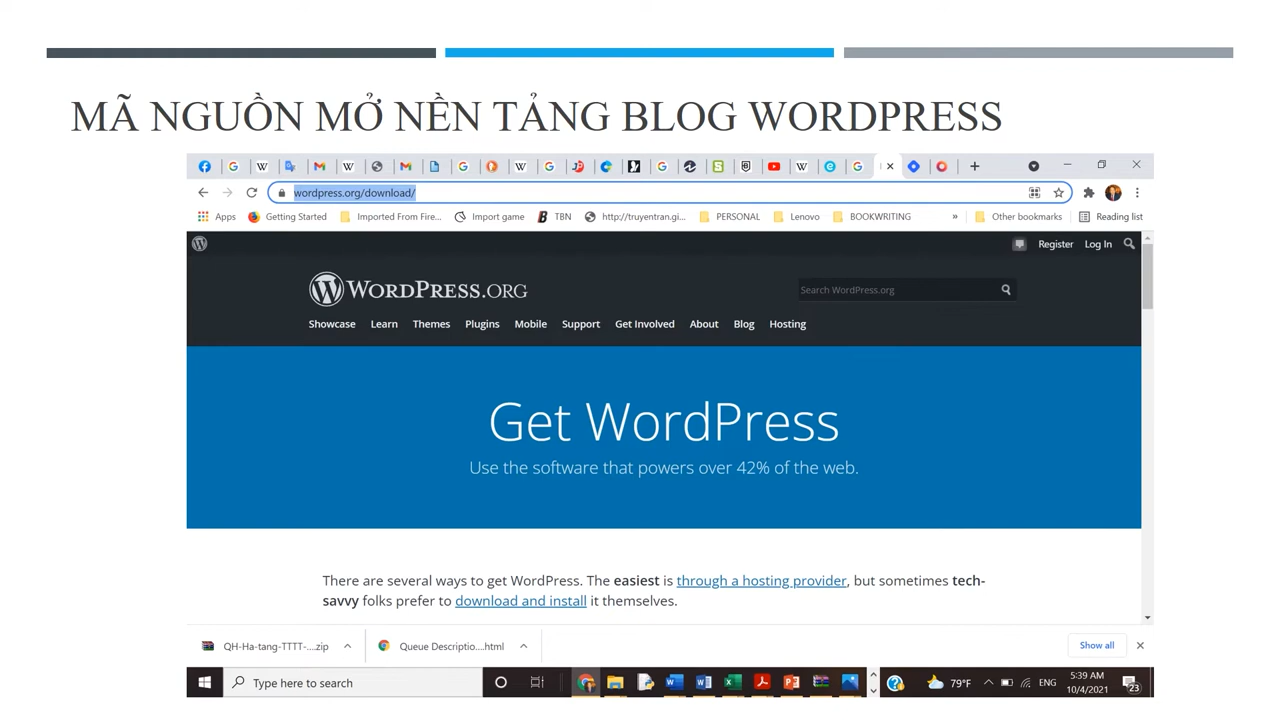 MÃ NGUỒN MỞ NỀN TẢNG BLOG WORDPRESS
wordpress.org/download/
Apps Getting Started Imported From Fire... Import game TBN http://truyentran.gi... PERSONAL Lenovo BOOKWRITING » Other bookmarks Reading list
Register Log In
WORDPRESS.ORG
Search WordPress.org
Showcase Learn Themes Plugins Mobile Support Get Involved About Blog Hosting
Get WordPress
Use the software that powers over 42% of the web.
There are several ways to get WordPress. The easiest is through a hosting provider, but sometimes tech-
savvy folks prefer to download and install it themselves.
QH-Ha-tang-TTTT-....zip Queue Descriptio....html Show all
Type here to search 79°F ENG 5:39 AM
10/4/2021 23